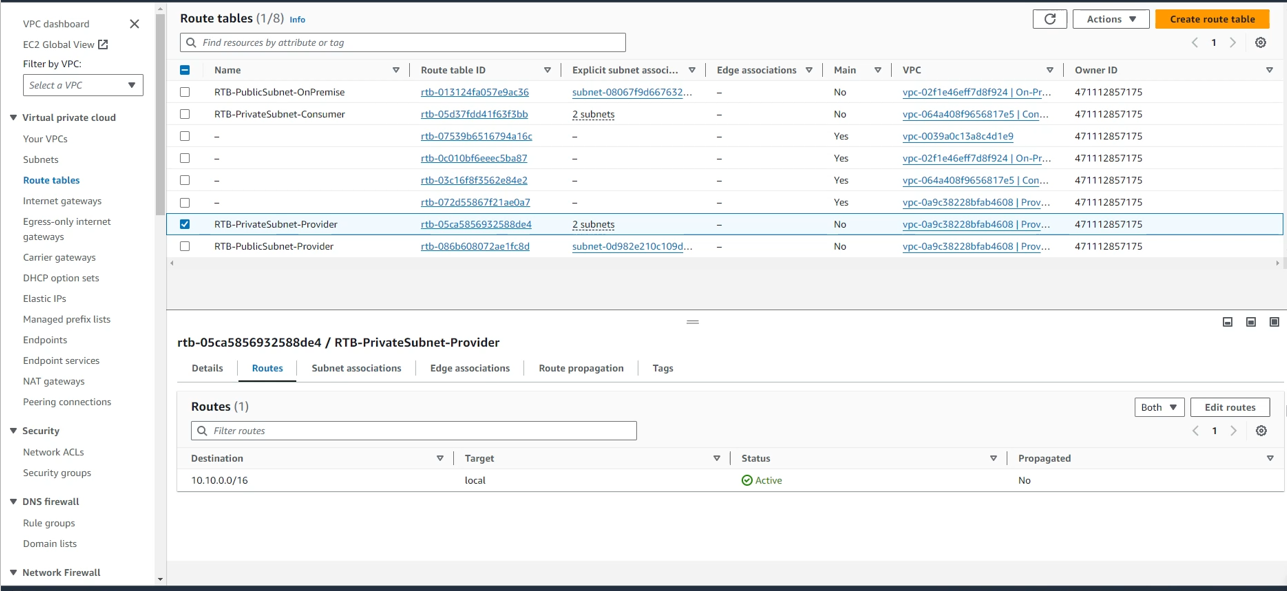 VPC dashboard
EC2 Global View
Filter by VPC:
Select a VPC
Virtual private cloud
Your VPCs
Subnets
Route tables
Internet gateways
Egress-only internet
gateways
Carrier gateways
DHCP option sets
Elastic IPs
Managed prefix lists
Endpoints
Endpoint services
NAT gateways
Peering connections
Security
Network ACLs
Security groups
DNS firewall
Rule groups
Domain lists
Network Firewall
Route tables (1/8) Info
Actions
Create route table
Find resources by attribute or tag
1
Name Route table ID Explicit subnet associ... Edge associations Main VPC Owner ID
RTB-PublicSubnet-OnPremise rtb-013124fa057e9ac36 subnet-08067f9d667632... – No vpc-02f1e46eff7d8f924 | On-Pr... 471112857175
RTB-PrivateSubnet-Consumer rtb-05d37fdd41f63f3bb 2 subnets – No vpc-064a408f9656817e5 | Con... 471112857175
– rtb-07539b6516794a16c – – Yes vpc-0039a0c13a8c4d1e9 471112857175
– rtb-0c010bf6eeec5ba87 – – Yes vpc-02f1e46eff7d8f924 | On-Pr... 471112857175
– rtb-03c16f8f3562e84e2 – – Yes vpc-064a408f9656817e5 | Con... 471112857175
– rtb-072d55867f21ae0a7 – – Yes vpc-0a9c38228bfab4608 | Prov... 471112857175
RTB-PrivateSubnet-Provider rtb-05ca5856932588de4 2 subnets – No vpc-0a9c38228bfab4608 | Prov... 471112857175
RTB-PublicSubnet-Provider rtb-086b608072ae1fc8d subnet-0d982e210c109d... – No vpc-0a9c38228bfab4608 | Prov... 471112857175
rtb-05ca5856932588de4 / RTB-PrivateSubnet-Provider
Details Routes Subnet associations Edge associations Route propagation Tags
Routes (1)
Both
Edit routes
Filter routes
1
Destination Target Status Propagated
10.10.0.0/16 local Active No